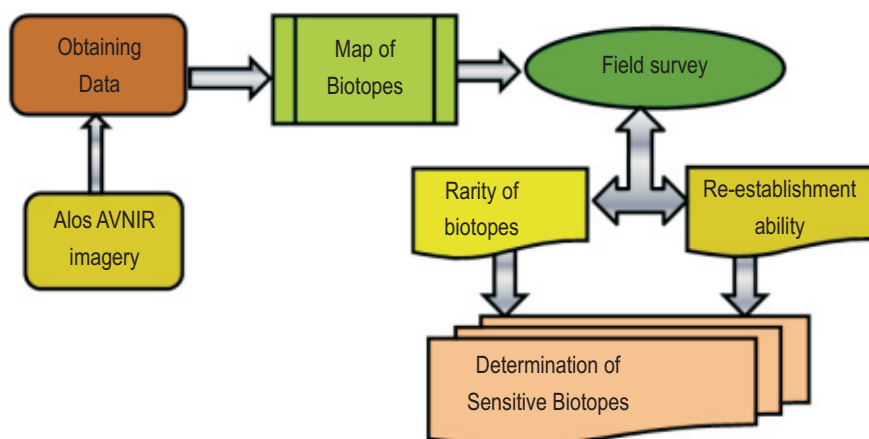 Obtaining
Data
Map of
Biotopes
Field survey
Alos AVNIR
imagery
Rarity of
biotopes
Re-establishment
ability
Determination of
Sensitive Biotopes